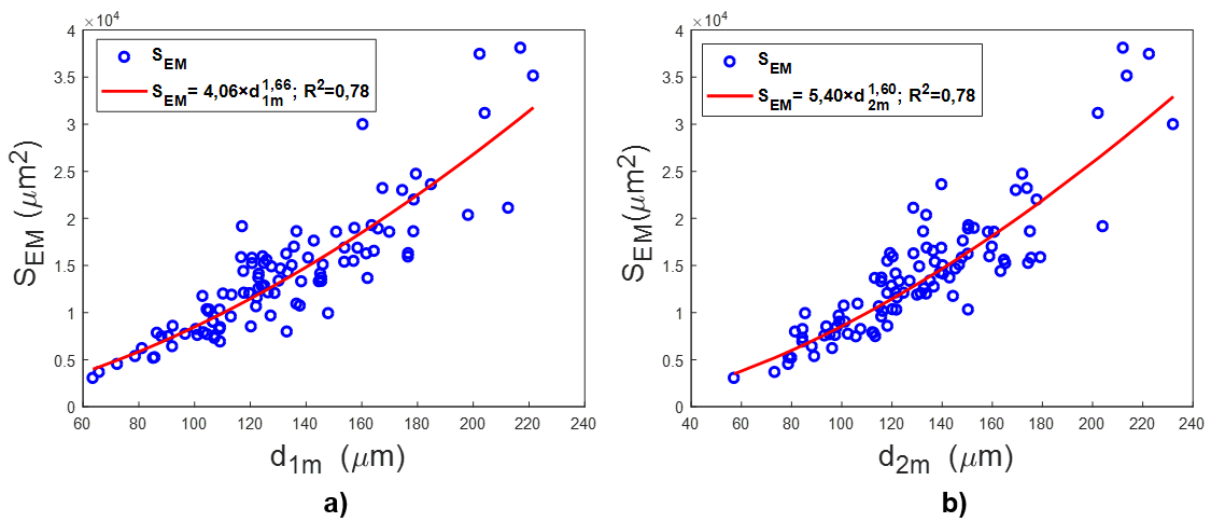 ×10⁴
4
3.5
3
2.5
2
1.5
1
0.5
0
S_EM (μm²)
S_EM
S_EM= 4,06×d_1m^1,66; R²=0,78
60 80 100 120 140 160 180 200 220 240
d_1m (μm)
a)
×10⁴
4
3.5
3
2.5
2
1.5
1
0.5
0
S_EM(μm²)
S_EM
S_EM= 5,40×d_2m^1,60; R²=0,78
40 60 80 100 120 140 160 180 200 220 240
d_2m (μm)
b)